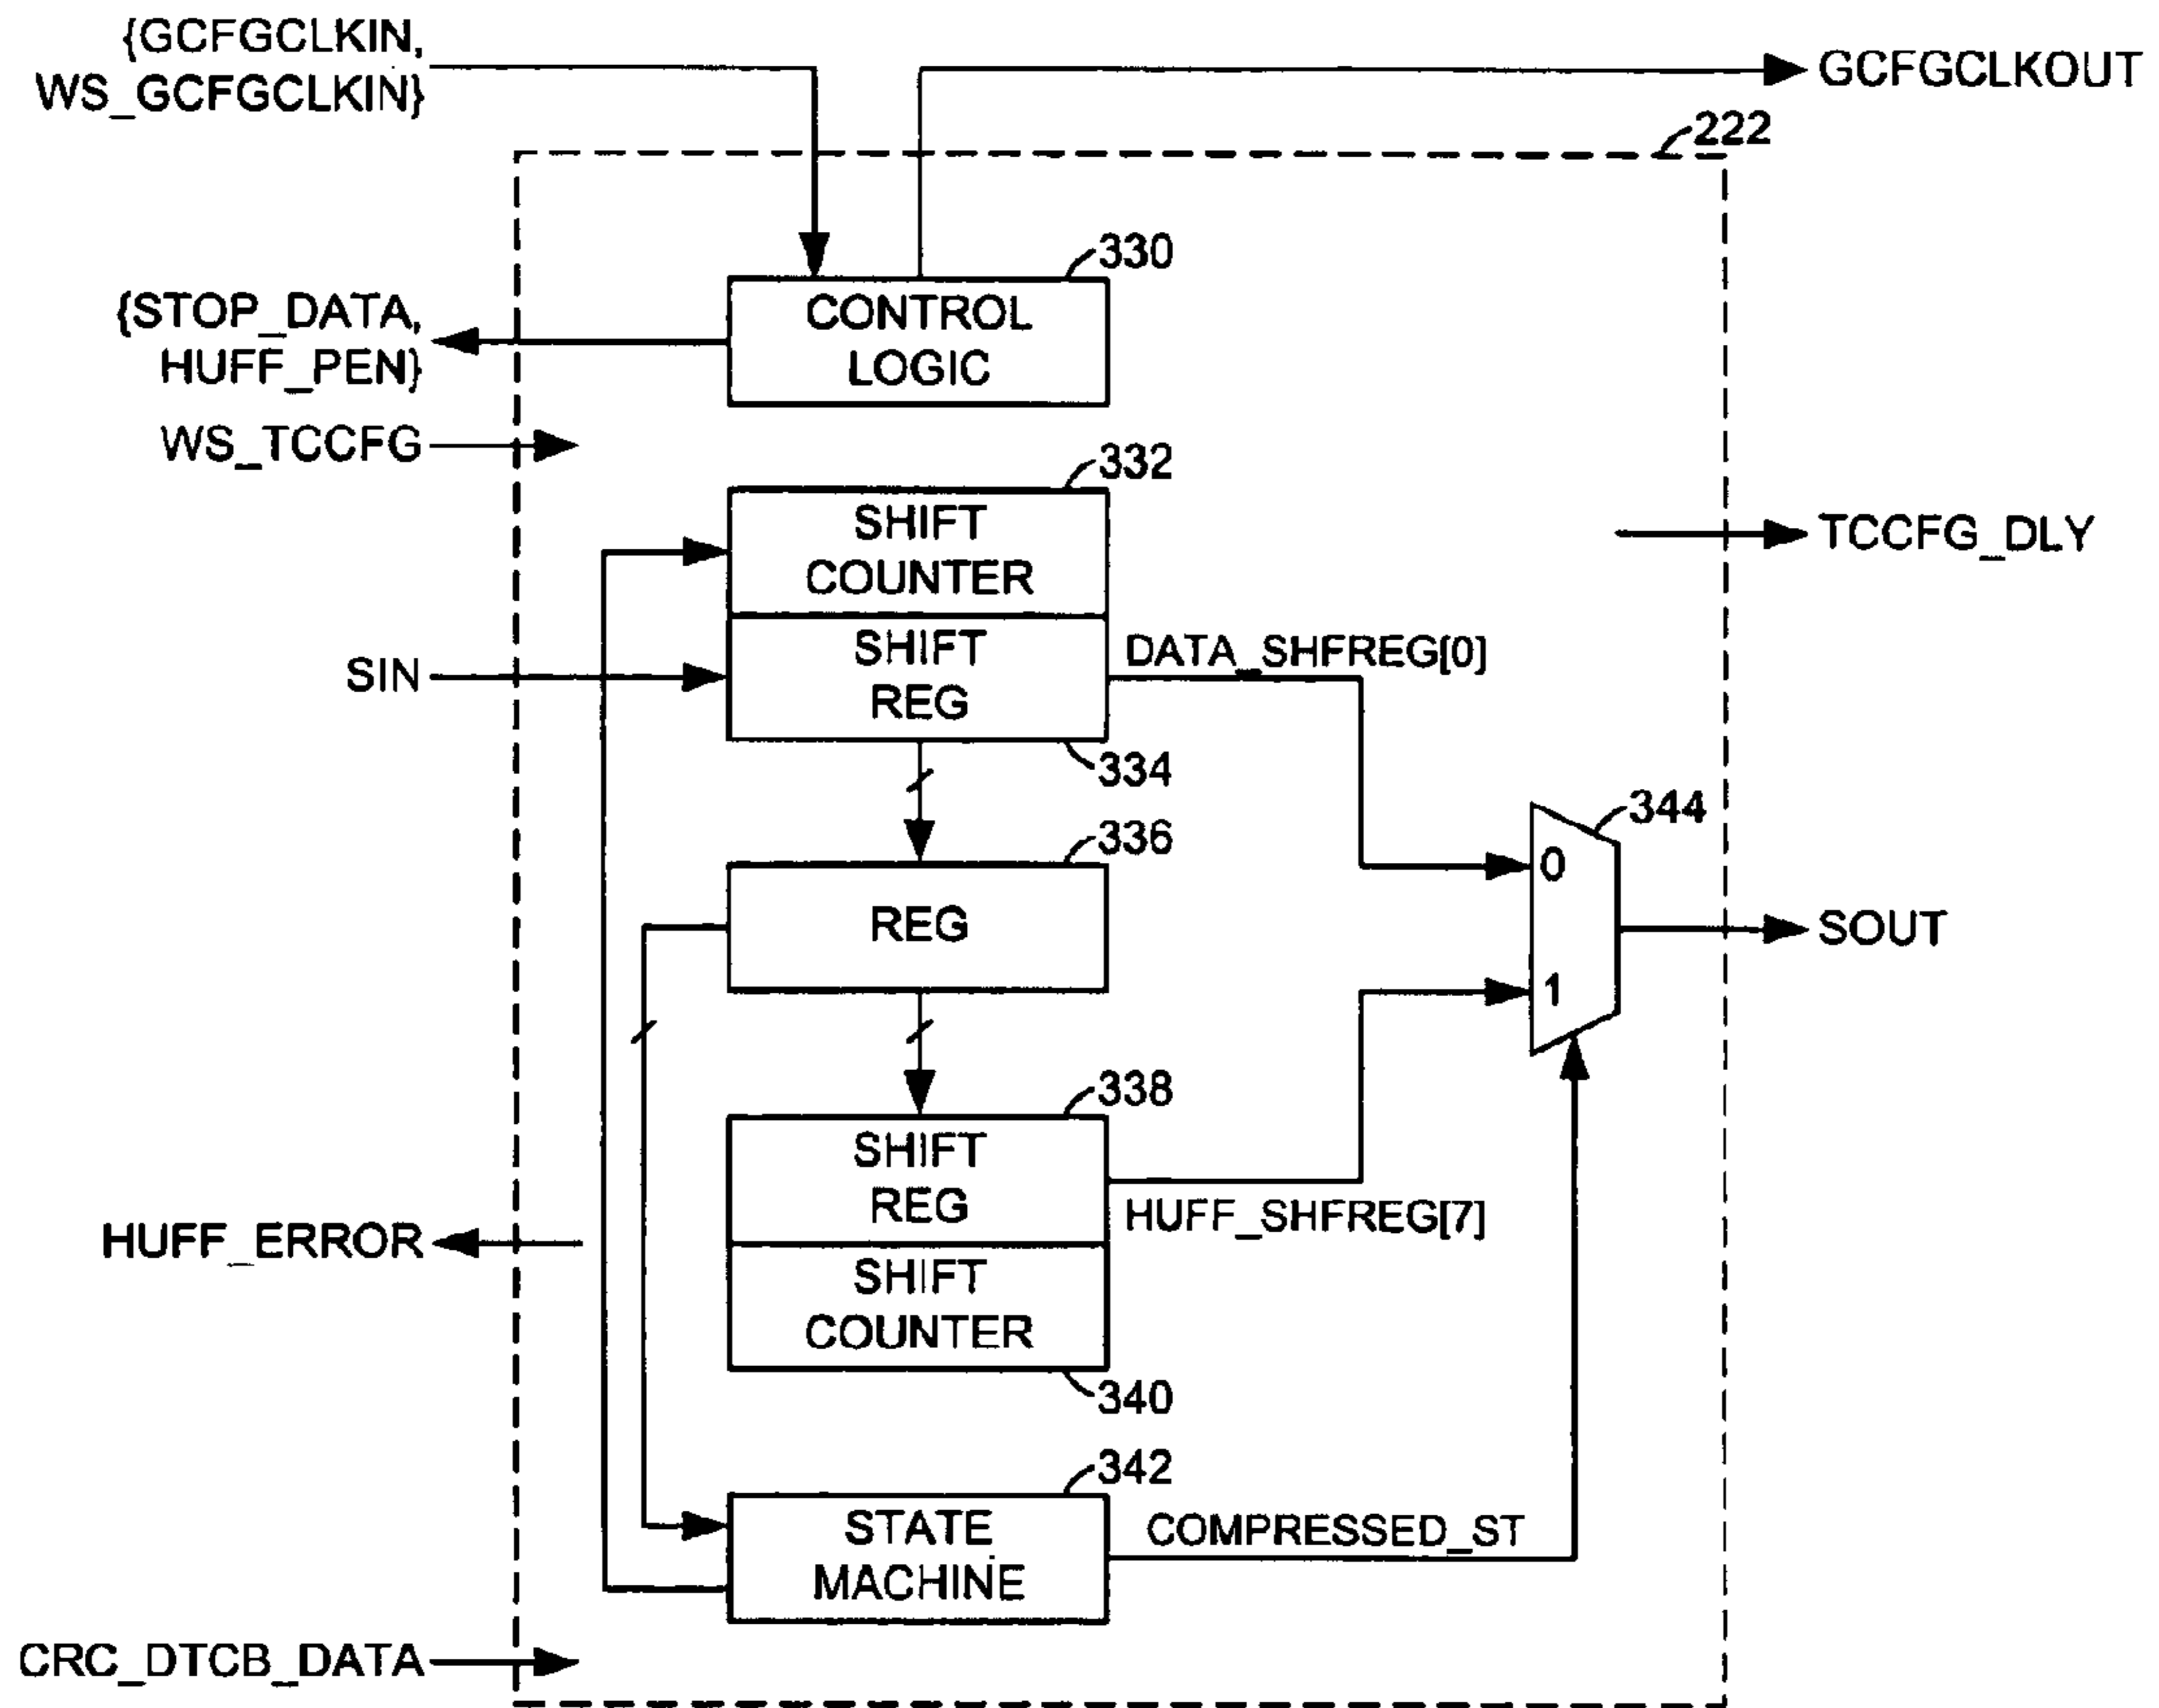 {GCFGCLKIN,
WS_GCFGCLKIN}
GCFGCLKOUT
222
330
CONTROL
LOGIC
{STOP_DATA,
HUFF_PEN}
WS_TCCFG
332
SHIFT
COUNTER
TCCFG_DLY
SIN
SHIFT
REG
DATA_SHFREG[0]
334
344
336
0
REG
SOUT
1
338
SHIFT
REG
HUFF_SHFREG[7]
HUFF_ERROR
SHIFT
COUNTER
340
342
STATE
MACHINE
COMPRESSED_ST
CRC_DTCB_DATA